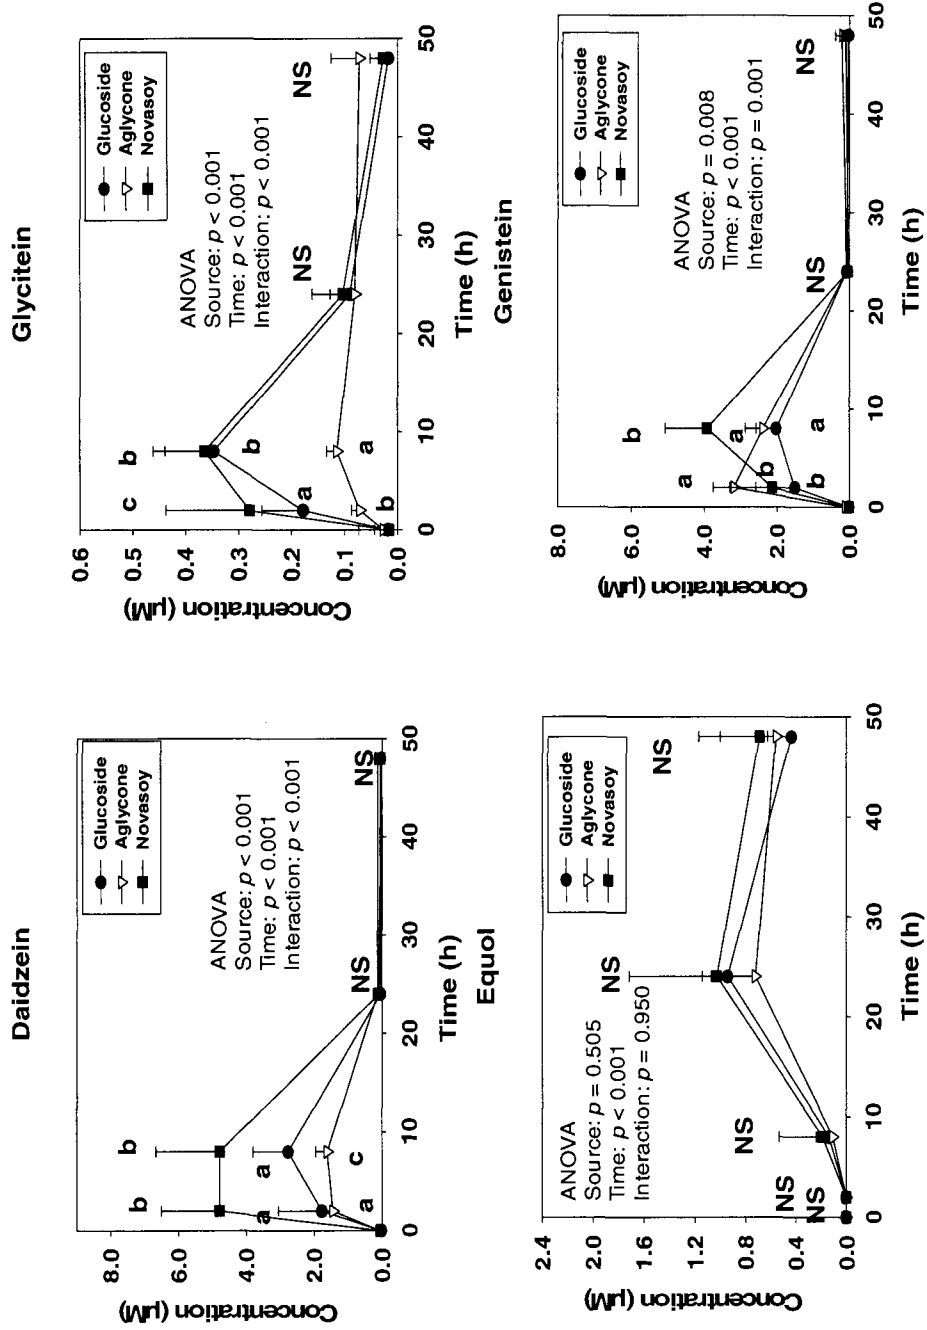 Daidzein
Concentration (µM)
8.0
6.0
4.0
2.0
0.0
0
10
20
30
40
50
Time (h)
Glucoside
Aglycone
Novasoy
ANOVA
Source: p < 0.001
Time: p < 0.001
Interaction: p < 0.001
b
b
a
a
a
c
NS
NS
Glycitein
Concentration (µM)
0.6
0.5
0.4
0.3
0.2
0.1
0.0
0
10
20
30
40
50
Time (h)
Glucoside
Aglycone
Novasoy
ANOVA
Source: p < 0.001
Time: p < 0.001
Interaction: p < 0.001
c
b
b
a
a
b
NS
NS
Equol
Concentration (µM)
2.4
2.0
1.6
1.2
0.8
0.4
0.0
0
10
20
30
40
50
Time (h)
Glucoside
Aglycone
Novasoy
ANOVA
Source: p = 0.505
Time: p < 0.001
Interaction: p = 0.950
NS
NS
NS
NS
NS
Genistein
Concentration (µM)
8.0
6.0
4.0
2.0
0.0
0
10
20
30
40
50
Time (h)
Glucoside
Aglycone
Novasoy
ANOVA
Source: p = 0.008
Time: p < 0.001
Interaction: p = 0.001
a
b
a
b
b
a
NS
NS